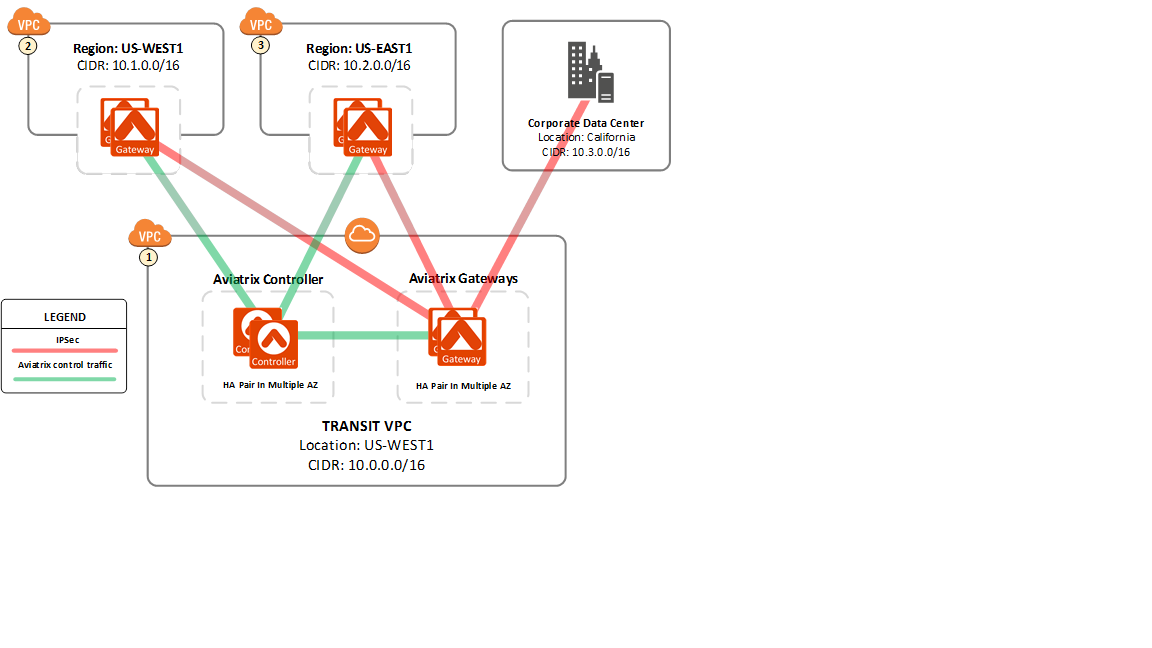 VPC
2
Region: US-WEST1
CIDR: 10.1.0.0/16
G
Gateway
VPC
3
Region: US-EAST1
CIDR: 10.2.0.0/16
G
Gateway
Corporate Data Center
Location: California
CIDR: 10.3.0.0/16
VPC
1
Aviatrix Controller
Con
Controller
HA Pair In Multiple AZ
Aviatrix Gateways
G
Gateway
HA Pair In Multiple AZ
TRANSIT VPC
Location: US-WEST1
CIDR: 10.0.0.0/16
LEGEND
IPSec
Aviatrix control traffic